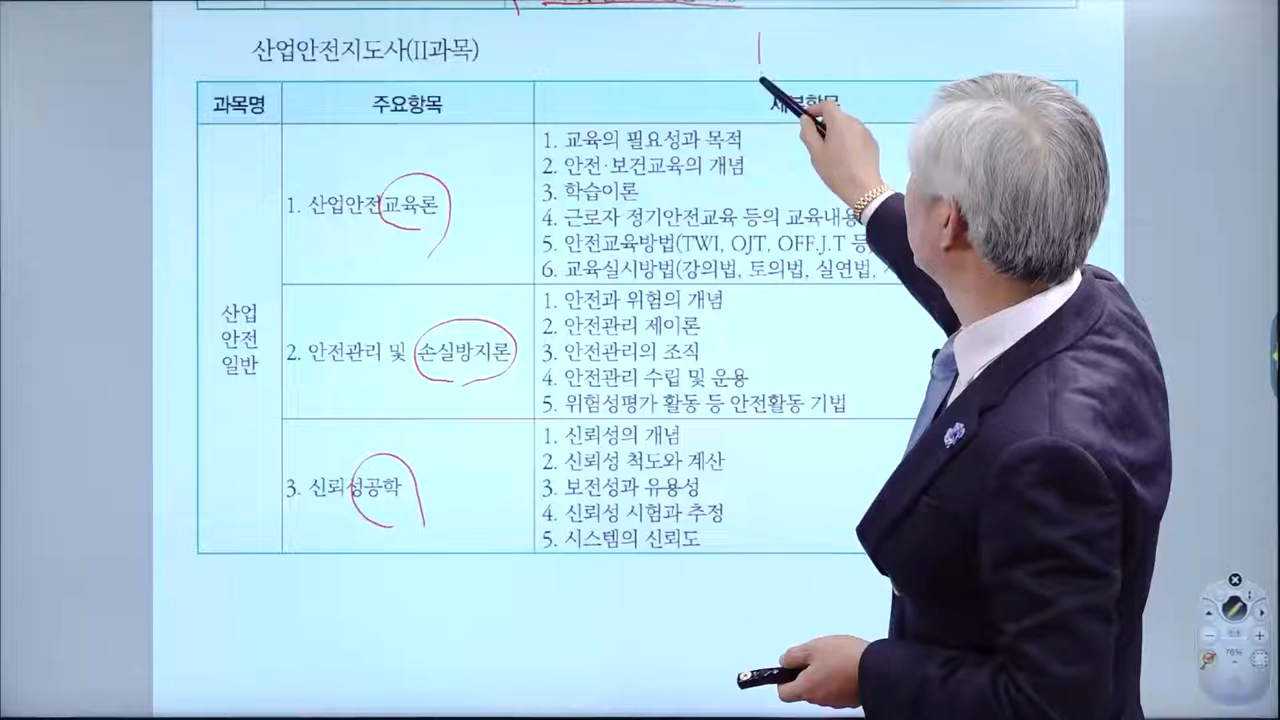 산업안전지도사(II과목)
과목명 주요항목 세부항목
산업
안전
일반
1. 산업안전교육론
1. 교육의 필요성과 목적
2. 안전·보건교육의 개념
3. 학습이론
4. 근로자 정기안전교육 등의 교육내용
5. 안전교육방법(TWI, OJT, OFF.J.T 등
6. 교육실시방법(강의법, 토의법, 실연법,
2. 안전관리 및 손실방지론
1. 안전과 위험의 개념
2. 안전관리 제이론
3. 안전관리의 조직
4. 안전관리 수립 및 운용
5. 위험성평가 활동 등 안전활동 기법
3. 신뢰성공학
1. 신뢰성의 개념
2. 신뢰성 척도와 계산
3. 보전성과 유용성
4. 신뢰성 시험과 추정
5. 시스템의 신뢰도
76%